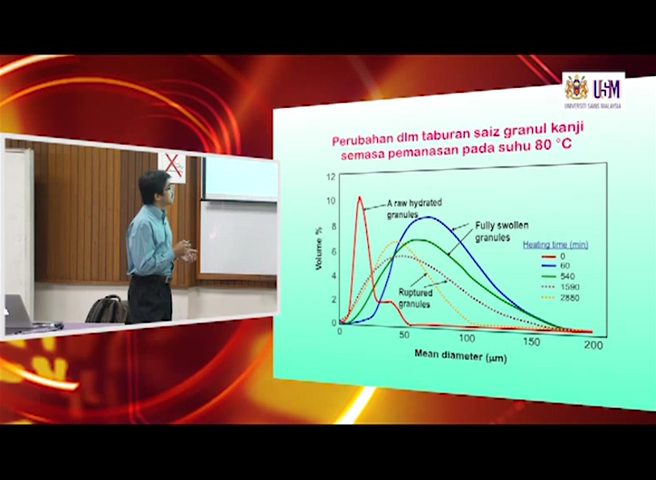 USM
UNIVERSITI SAINS MALAYSIA
Perubahan dlm taburan saiz granul kanji
semasa pemanasan pada suhu 80 °C
12
10
8
6
4
2
0
Volume %
A raw hydrated
granules
Fully swollen
granules
Ruptured
granules
Heating time (min)
0
60
540
1590
2880
0
50
100
150
200
Mean diameter (µm)